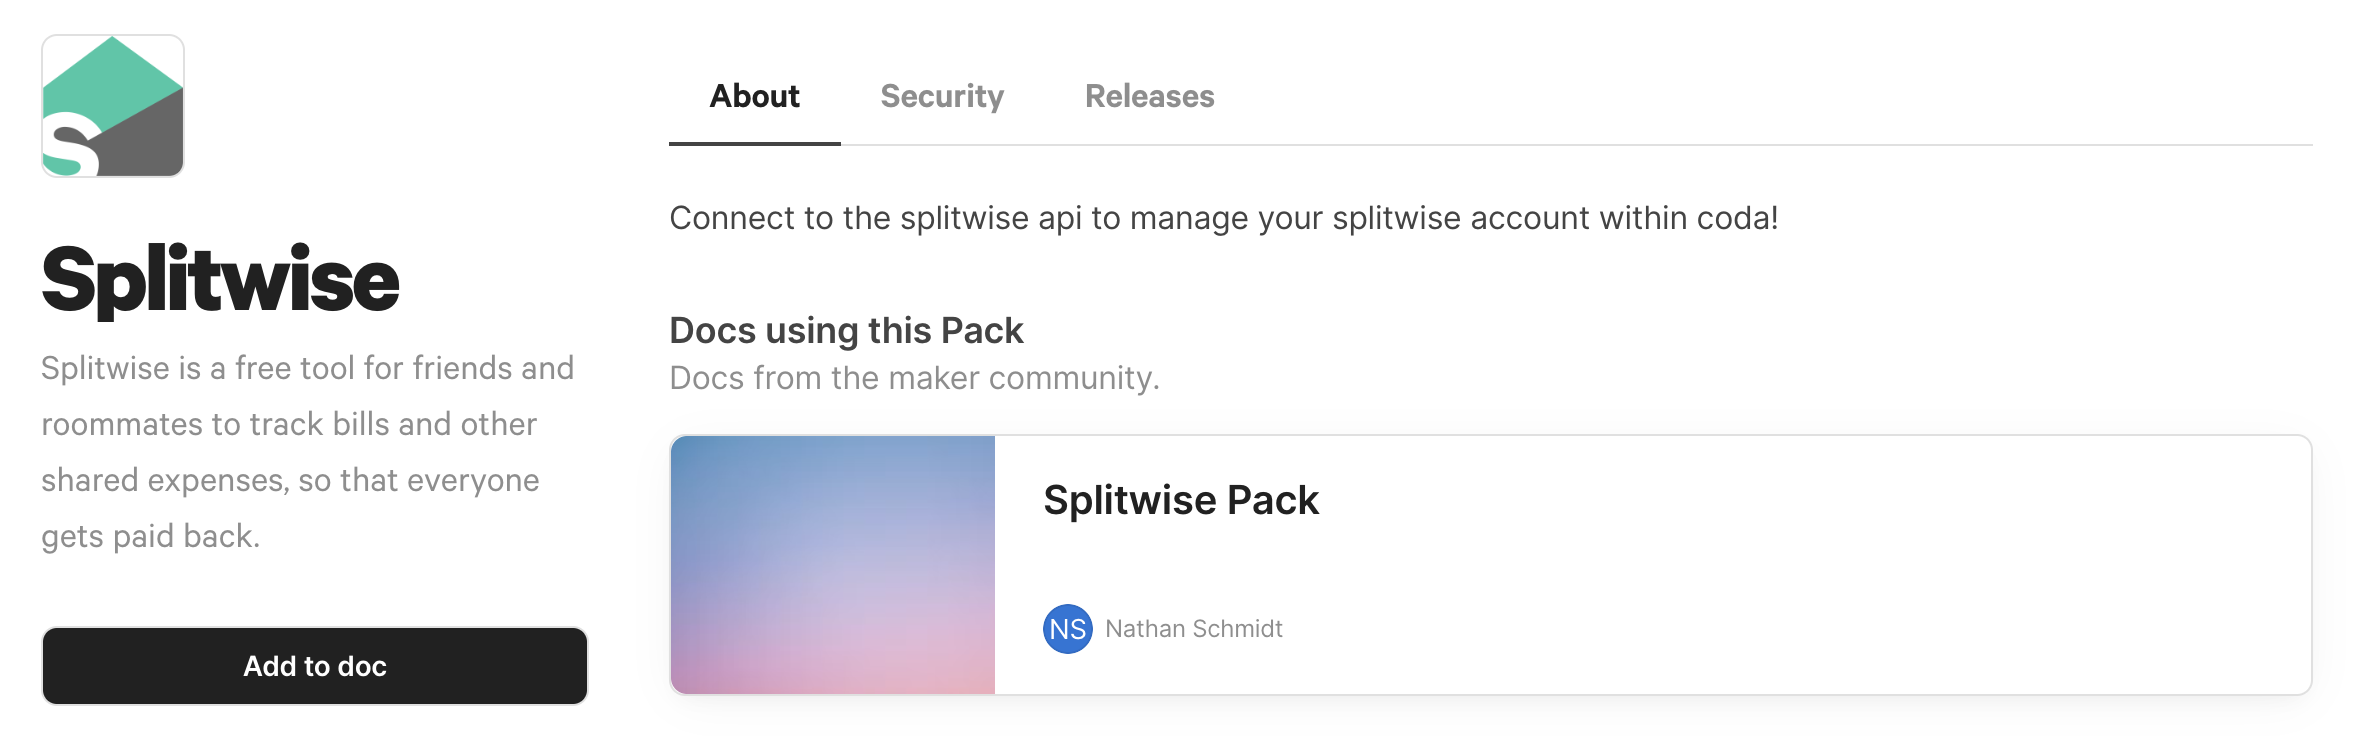 S
Splitwise
Splitwise is a free tool for friends and
roommates to track bills and other
shared expenses, so that everyone
gets paid back.
Add to doc
About
Security
Releases
Connect to the splitwise api to manage your splitwise account within coda!
Docs using this Pack
Docs from the maker community.
Splitwise Pack
NS
Nathan Schmidt